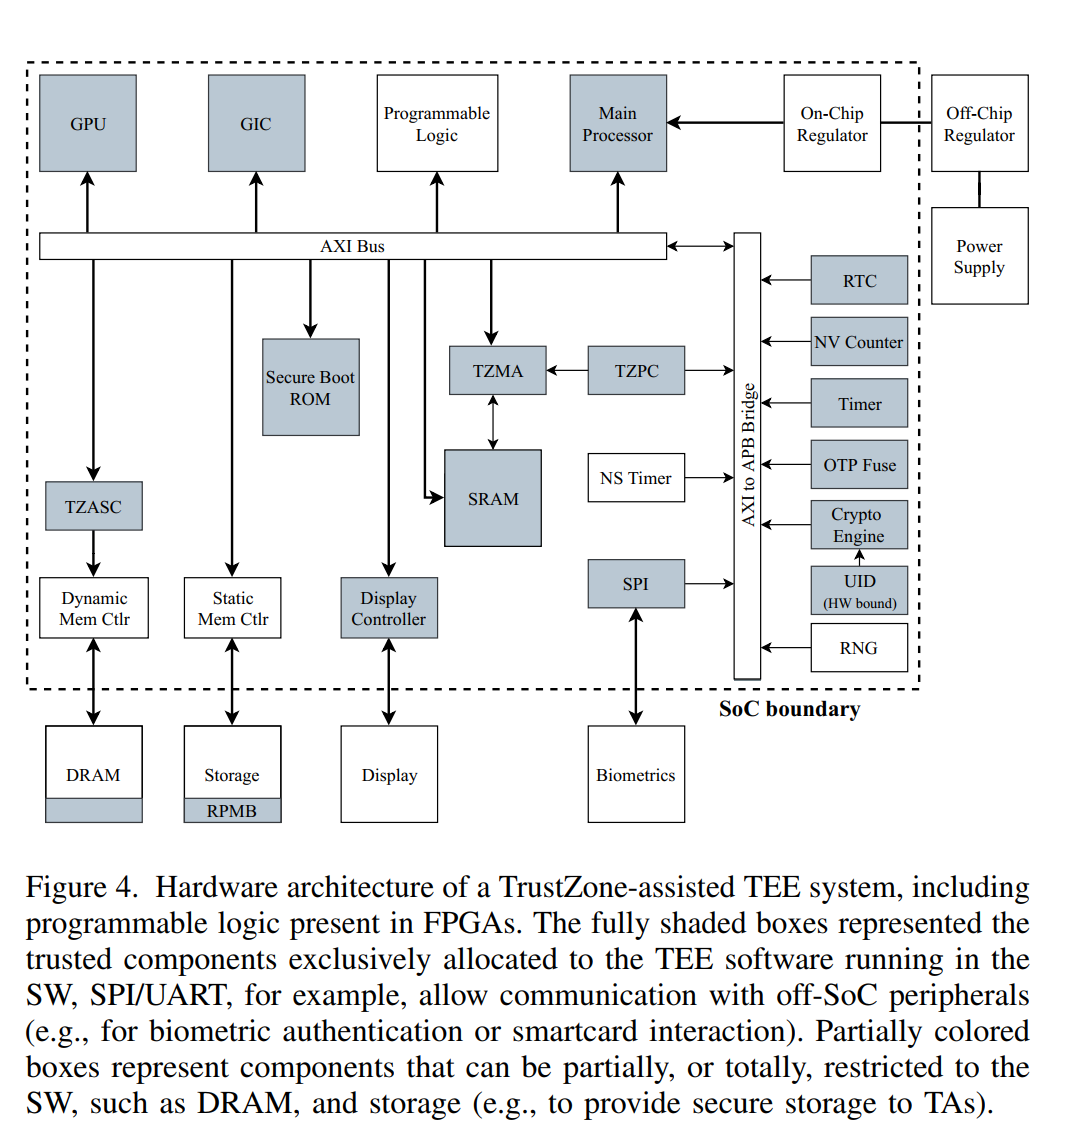 GPU
GIC
Programmable
Logic
Main
Processor
On-Chip
Regulator
Off-Chip
Regulator
AXI Bus
Power
Supply
RTC
NV Counter
Timer
OTP Fuse
Crypto
Engine
UID
(HW bound)
RNG
AXI to APB Bridge
Secure Boot
ROM
TZMA
TZPC
NS Timer
SRAM
TZASC
SPI
Dynamic
Mem Ctlr
Static
Mem Ctlr
Display
Controller
SoC boundary
DRAM
Storage
RPMB
Display
Biometrics
Figure 4. Hardware architecture of a TrustZone-assisted TEE system, including
programmable logic present in FPGAs. The fully shaded boxes represented the
trusted components exclusively allocated to the TEE software running in the
SW, SPI/UART, for example, allow communication with off-SoC peripherals
(e.g., for biometric authentication or smartcard interaction). Partially colored
boxes represent components that can be partially, or totally, restricted to the
SW, such as DRAM, and storage (e.g., to provide secure storage to TAs).